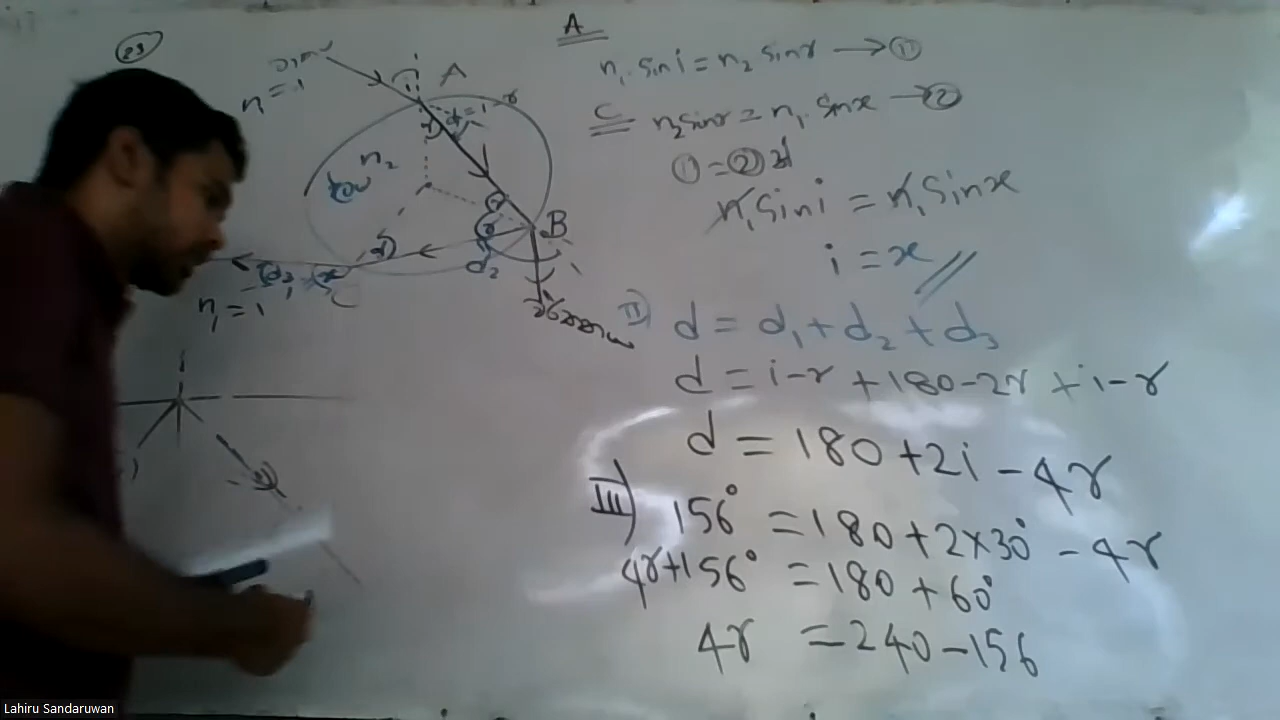 23
A
n₁ sin i = n₂ sin r → ①
C
n₂ sin r = n₁ sin x → ②
① = ②
n₁ sin i = n₁ sin x
i = x //
II) d = d₁ + d₂ + d₃
d = i-r + 180-2r + i-r
d = 180 + 2i - 4r
III) 156° = 180 + 2×30° - 4r
4r+156° = 180 + 60°
4r = 240 - 156
A
n₂
B
d₂
C
n₁ = 1
Lahiru Sandaruwan